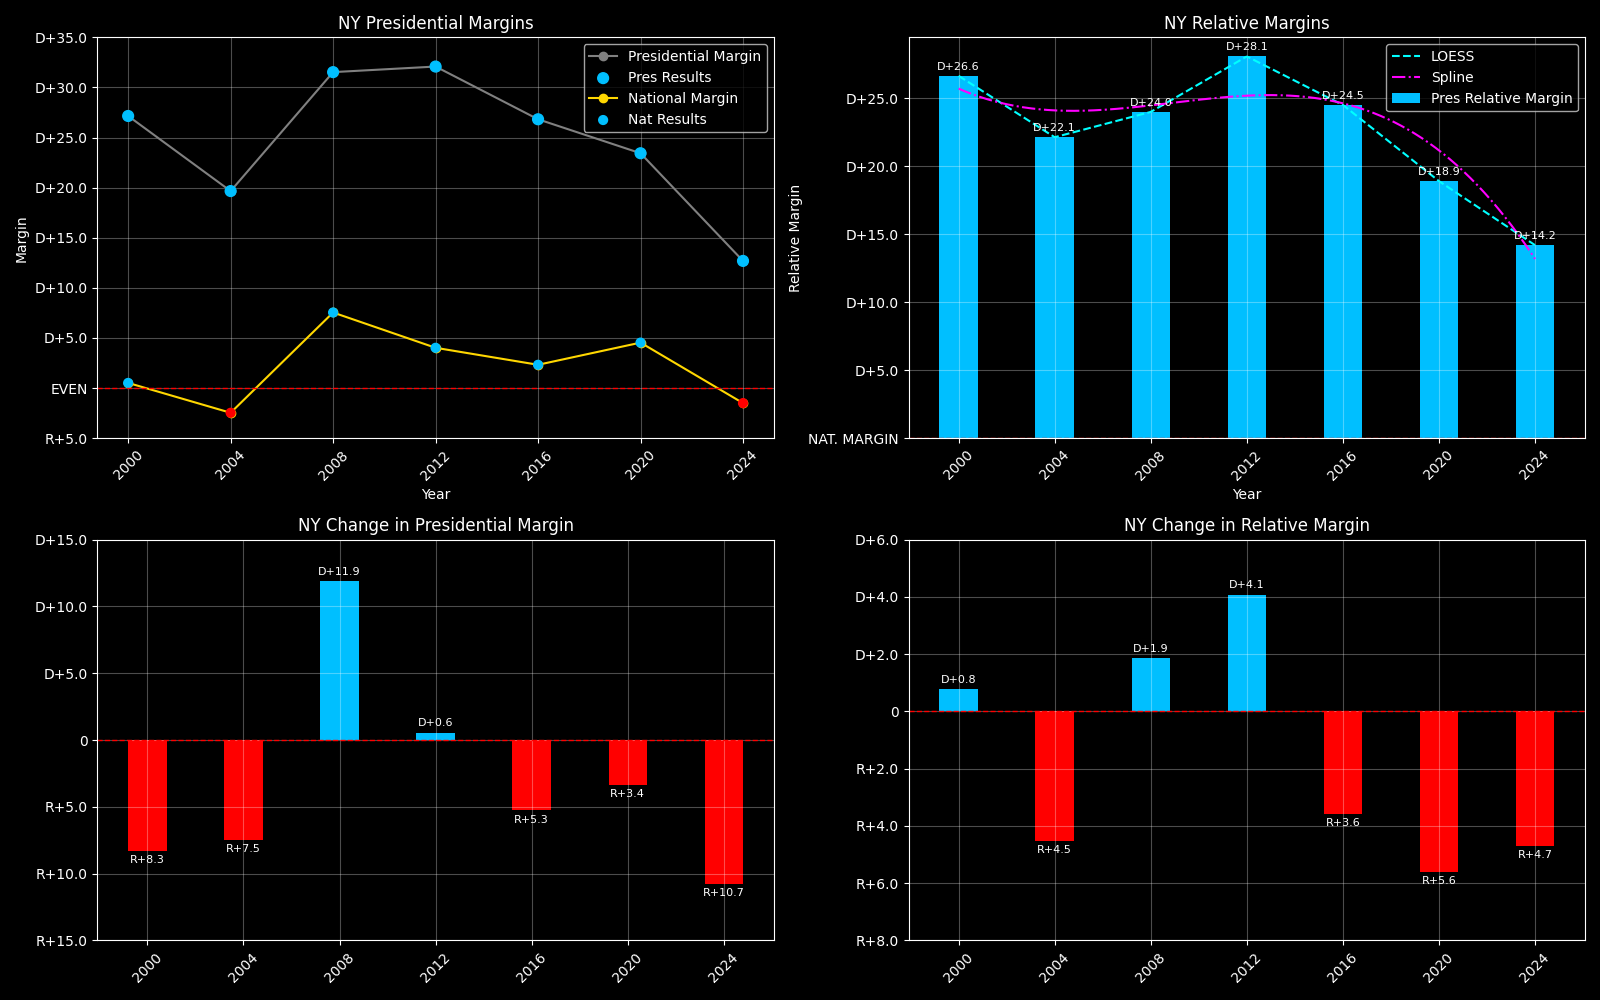 NY Presidential Margins
D+35.0
D+30.0
D+25.0
D+20.0
D+15.0
D+10.0
D+5.0
EVEN
R+5.0
Margin
Presidential Margin
Pres Results
National Margin
Nat Results
2000 2004 2008 2012 2016 2020 2024
Year
NY Relative Margins
D+25.0
D+20.0
D+15.0
D+10.0
D+5.0
NAT. MARGIN
Relative Margin
LOESS
Spline
Pres Relative Margin
D+26.6 D+22.1 D+24.0 D+28.1 D+24.5 D+18.9 D+14.2
2000 2004 2008 2012 2016 2020 2024
Year
NY Change in Presidential Margin
D+15.0
D+10.0
D+5.0
0
R+5.0
R+10.0
R+15.0
R+8.3 R+7.5 D+11.9 D+0.6 R+5.3 R+3.4 R+10.7
2000 2004 2008 2012 2016 2020 2024
NY Change in Relative Margin
D+6.0
D+4.0
D+2.0
0
R+2.0
R+4.0
R+6.0
R+8.0
D+0.8 R+4.5 D+1.9 D+4.1 R+3.6 R+5.6 R+4.7
2000 2004 2008 2012 2016 2020 2024